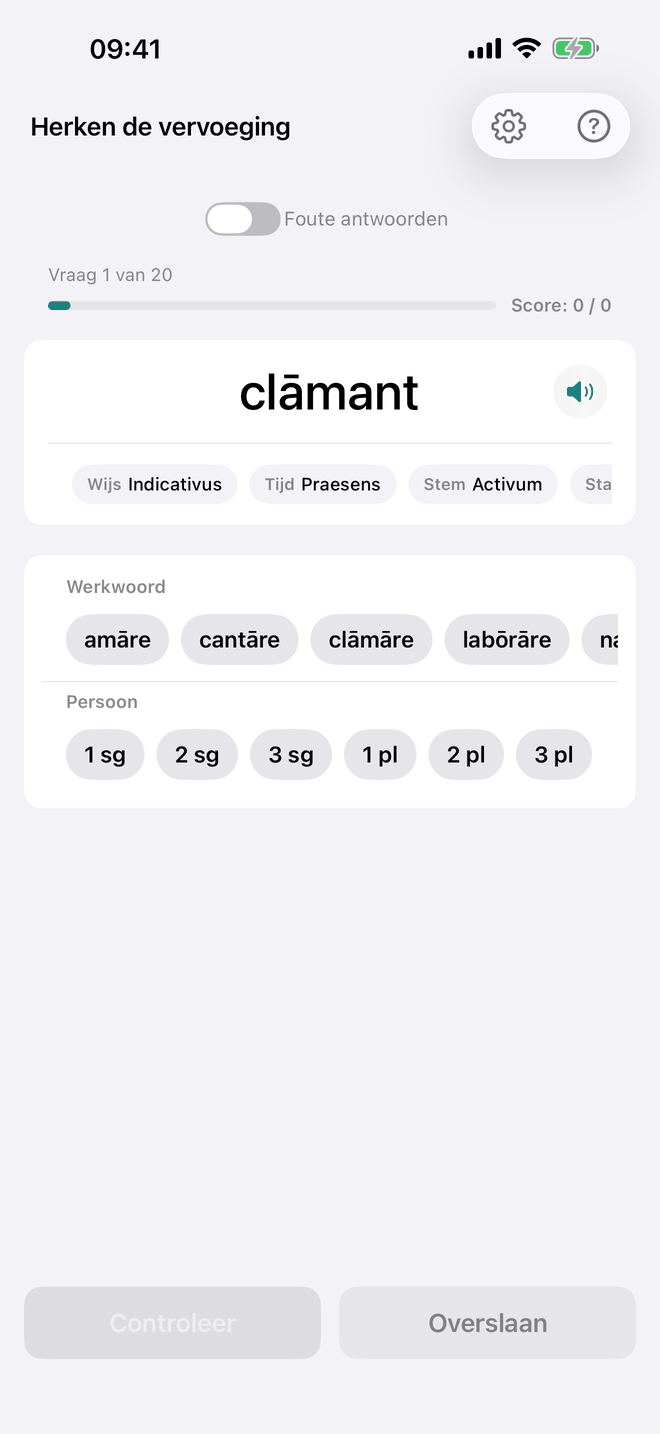 09:41
Herken de vervoeging
?
Foute antwoorden
Vraag 1 van 20
Score: 0 / 0
clāmant
Wijs Indicativus Tijd Praesens Stem Activum Sta
Werkwoord
amāre cantāre clāmāre labōrāre na
Persoon
1 sg 2 sg 3 sg 1 pl 2 pl 3 pl
Controleer Overslaan